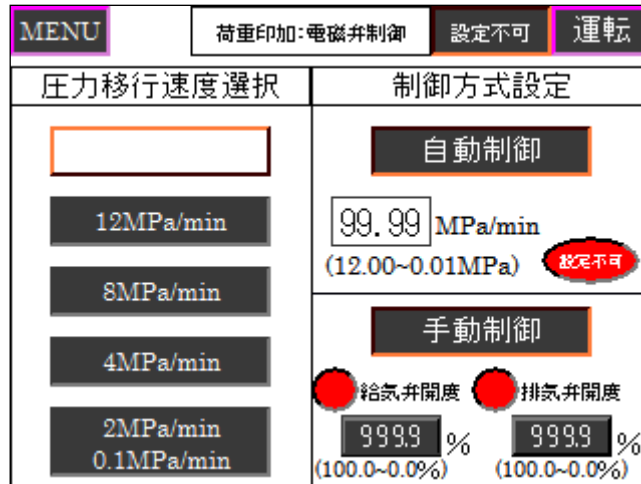 MENU
荷重印加:電磁弁制御
設定不可
運転
圧力移行速度選択
12MPa/min
8MPa/min
4MPa/min
2MPa/min
0.1MPa/min
制御方式設定
自動制御
99.99 MPa/min
(12.00~0.01MPa)
設定不可
手動制御
給気弁開度
999.9 %
(100.0~0.0%)
排気弁開度
999.9 %
(100.0~0.0%)